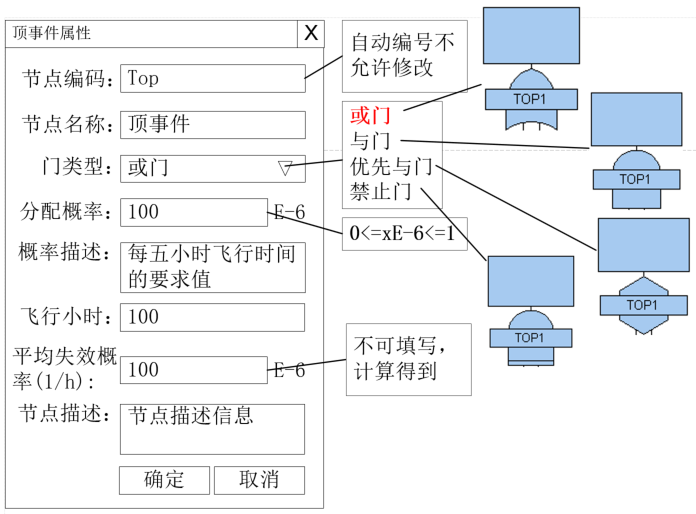 顶事件属性 X
节点编码: Top
节点名称: 顶事件
门类型: 或门
分配概率: 100 E-6
概率描述: 每五小时飞行时间
的要求值
飞行小时: 100
平均失效概
率(1/h): 100 E-6
节点描述: 节点描述信息
确定 取消
自动编号不
允许修改
或门
与门
优先与门
禁止门
0<=xE-6<=1
不可填写,
计算得到
TOP1
TOP1
TOP1
TOP1